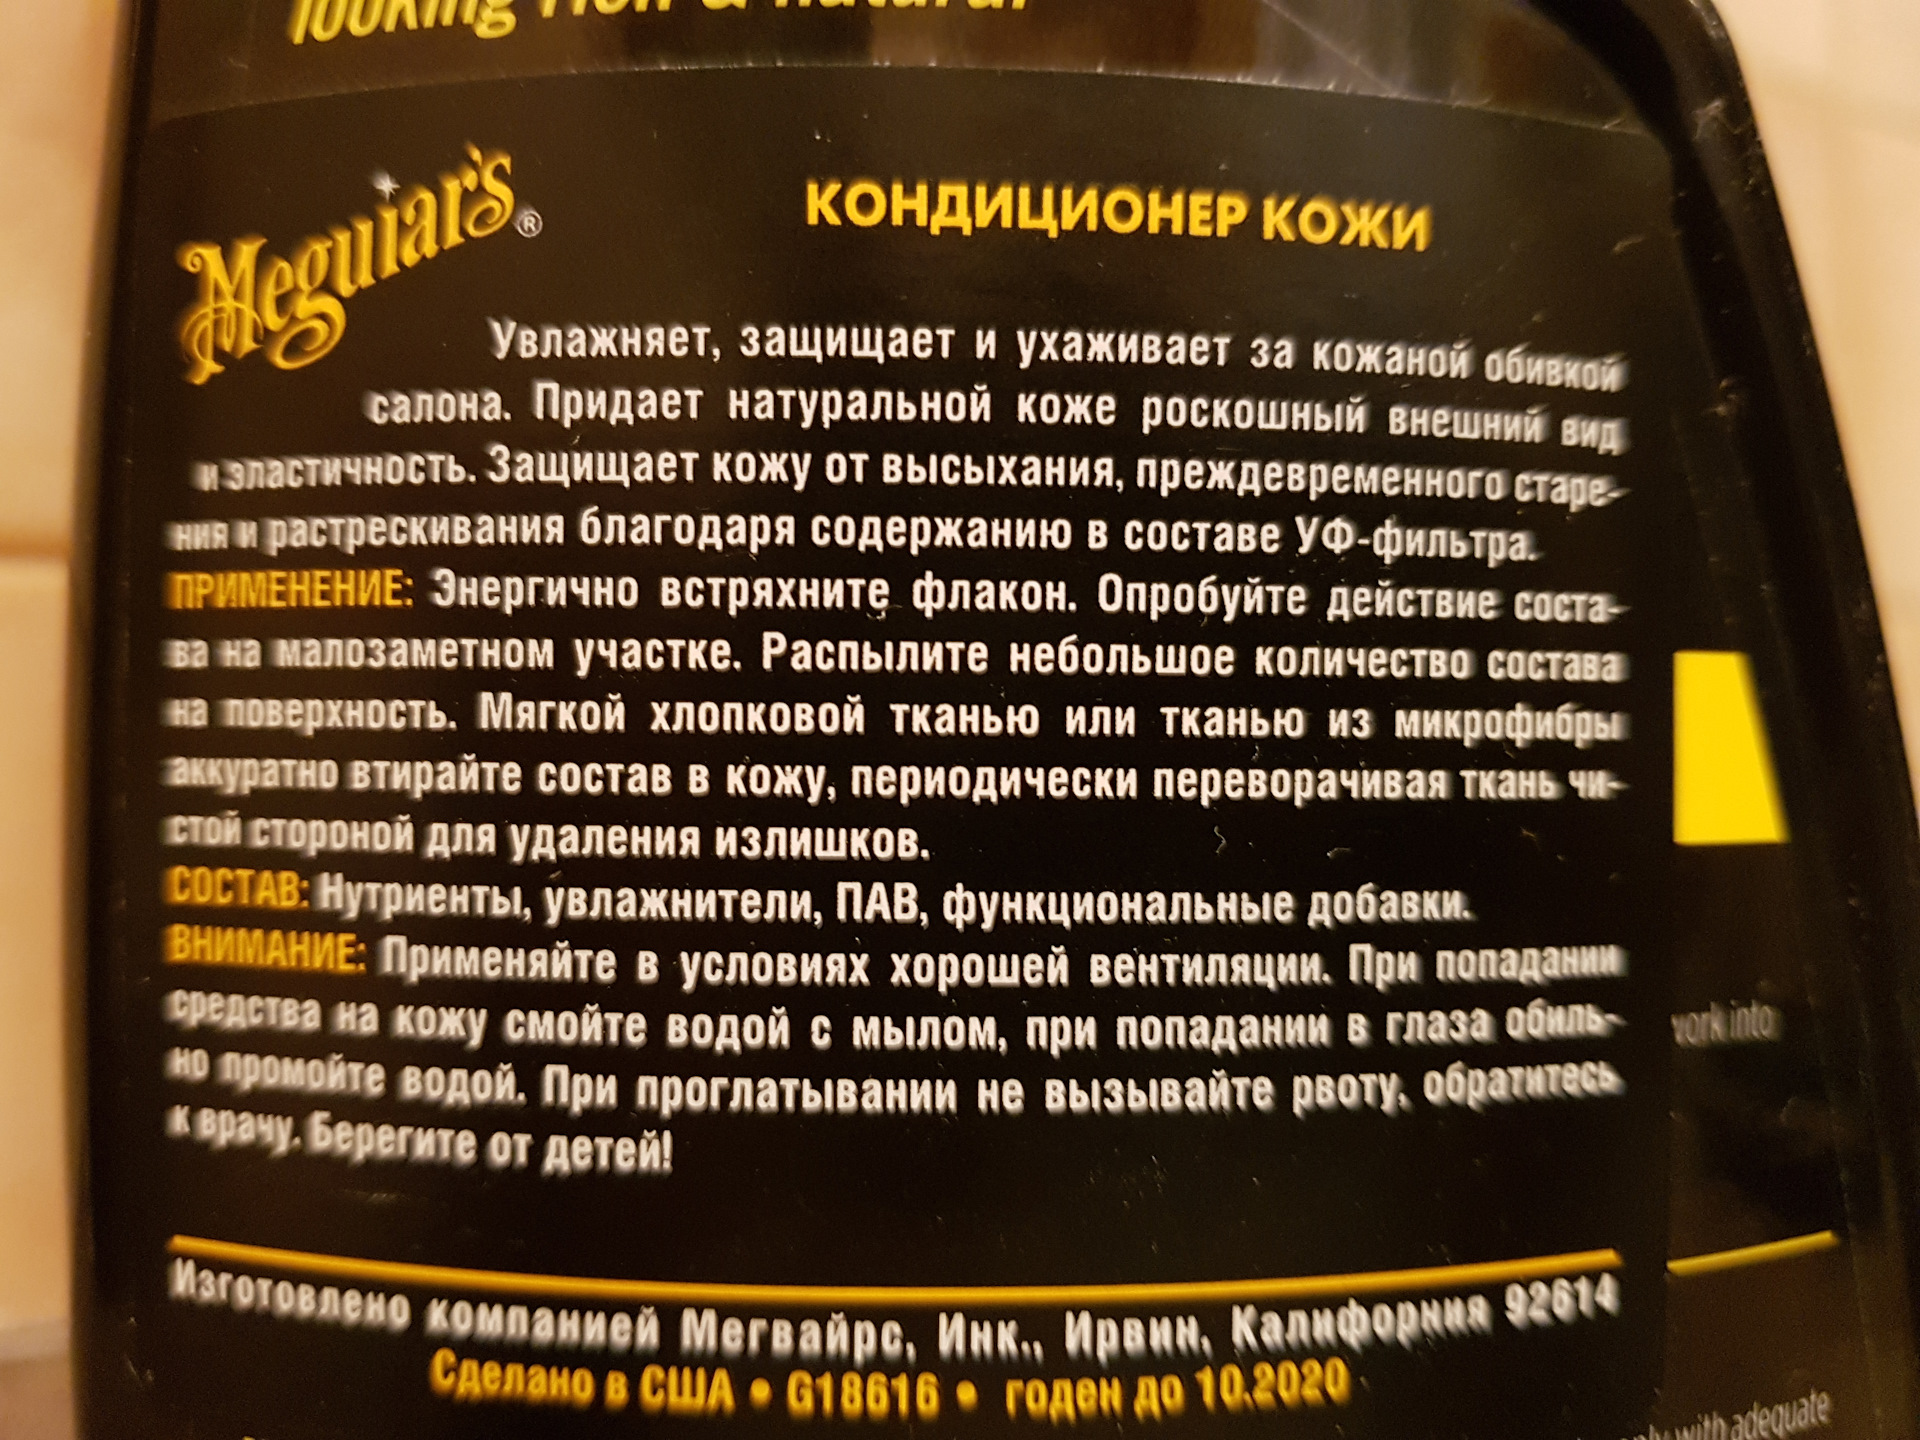 looking rich & natural
Meguiar's®
КОНДИЦИОНЕР КОЖИ
Увлажняет, защищает и ухаживает за кожаной обивкой
салона. Придает натуральной коже роскошный внешний вид
и эластичность. Защищает кожу от высыхания, преждевременного старе-
ния и растрескивания благодаря содержанию в составе УФ-фильтра.
ПРИМЕНЕНИЕ: Энергично встряхните флакон. Опробуйте действие соста-
ва на малозаметном участке. Распылите небольшое количество состава
на поверхность. Мягкой хлопковой тканью или тканью из микрофибры
аккуратно втирайте состав в кожу, периодически переворачивая ткань чи-
стой стороной для удаления излишков.
СОСТАВ: Нутриенты, увлажнители, ПАВ, функциональные добавки.
ВНИМАНИЕ: Применяйте в условиях хорошей вентиляции. При попадании
средства на кожу смойте водой с мылом, при попадании в глаза обиль-
но промойте водой. При проглатывании не вызывайте рвоту, обратитесь
к врачу. Берегите от детей!
work into
Изготовлено компанией Мегвайрс, Инк., Ирвин, Калифорния 92614
Сделано в США • G18616 • годен до 10.2020
with adequate